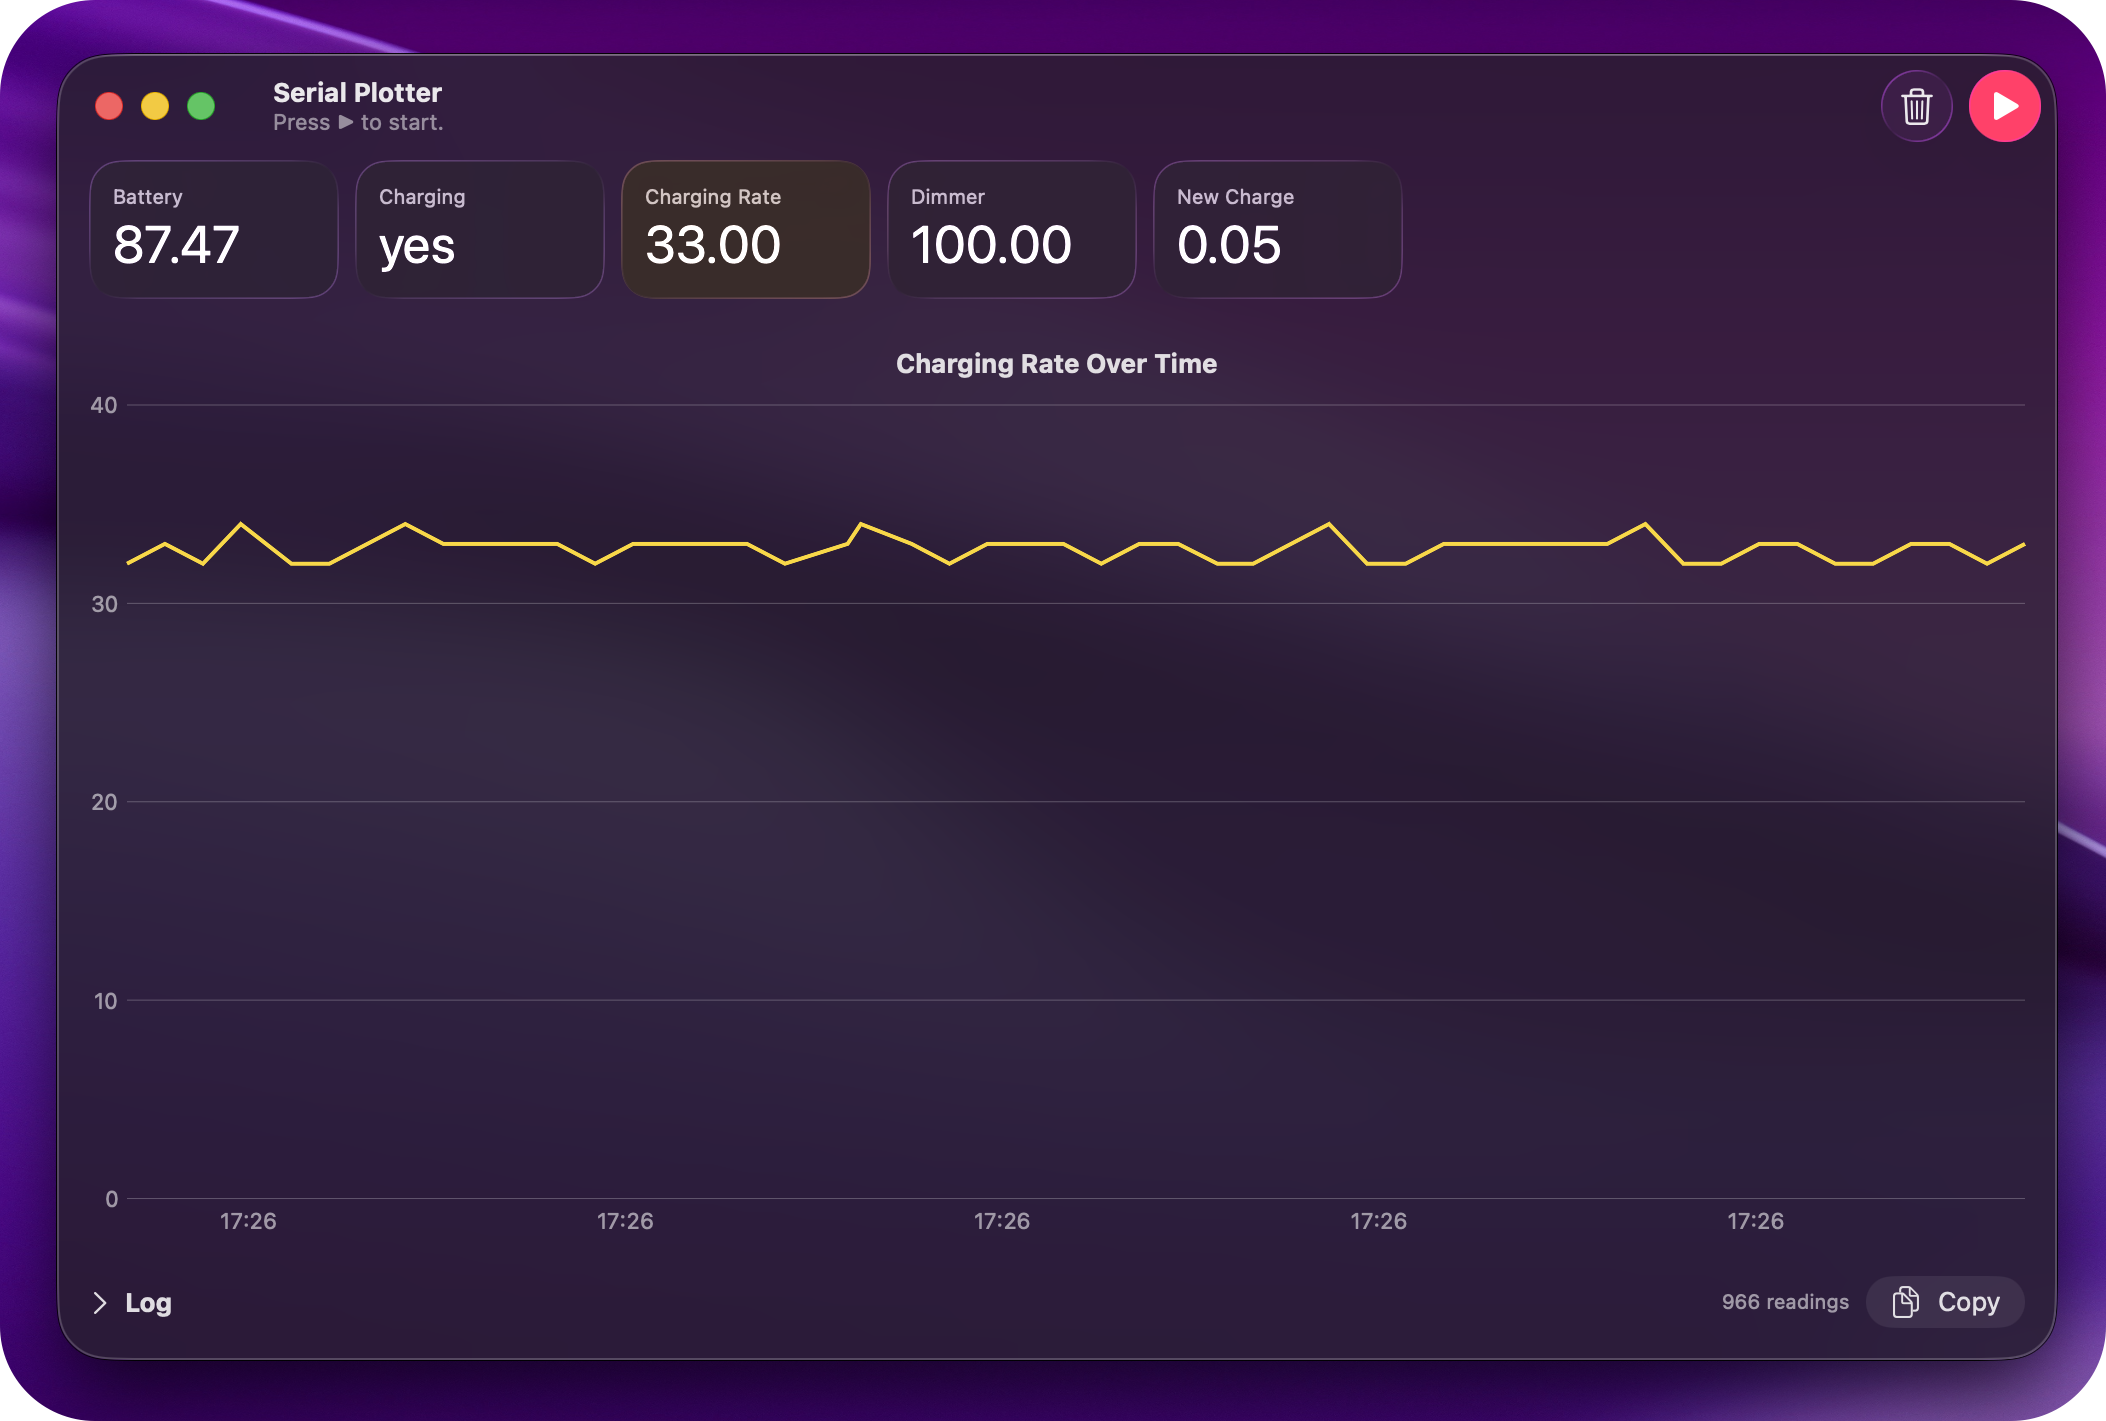 Serial Plotter
Press ▶ to start.
Battery
87.47
Charging
yes
Charging Rate
33.00
Dimmer
100.00
New Charge
0.05
Charging Rate Over Time
40
30
20
10
0
17:26 17:26 17:26 17:26 17:26
Log
966 readings
Copy